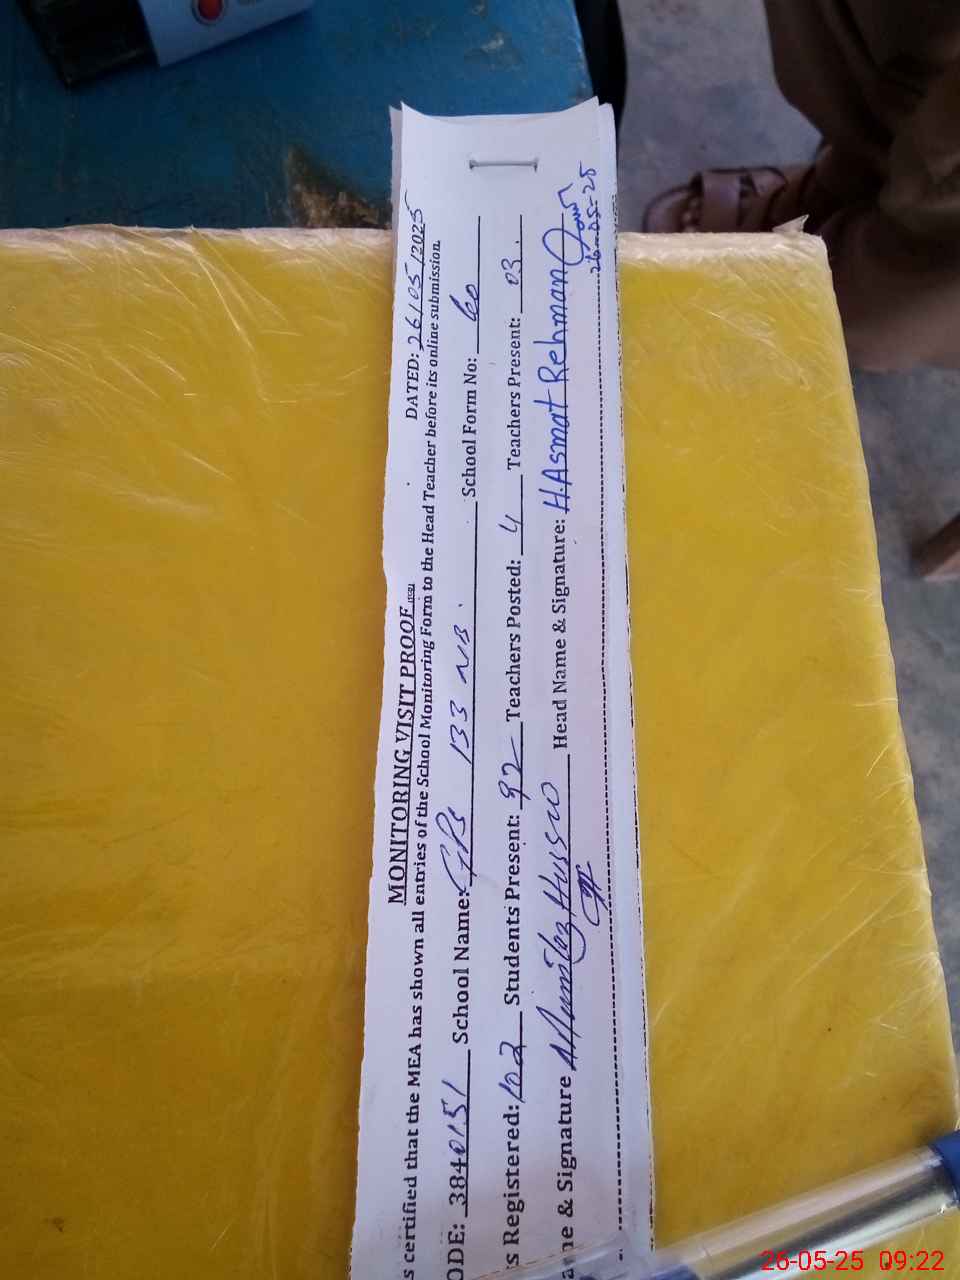 MONITORING VISIT PROOF
DATED: 26/05/2025
s certified that the MEA has shown all entries of the School Monitoring Form to the Head Teacher before its online submission.
ODE: 3840151 School Name: GPS 133 NB. School Form No: 60
s Registered: 102 Students Present: 92 Teachers Posted: 4 Teachers Present: 03.
ame & Signature Head Name & Signature: H.Asmat Rehman
26-05-25
26-05-25 09:22